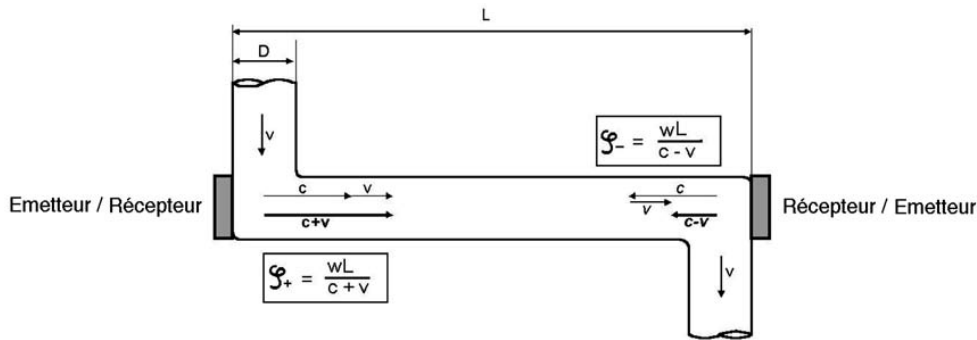 L
D
v
φ₋ = wL / c - v
c v
c+v
c
v
c-v
Emetteur / Récepteur
Récepteur / Emetteur
φ₊ = wL / c + v
v